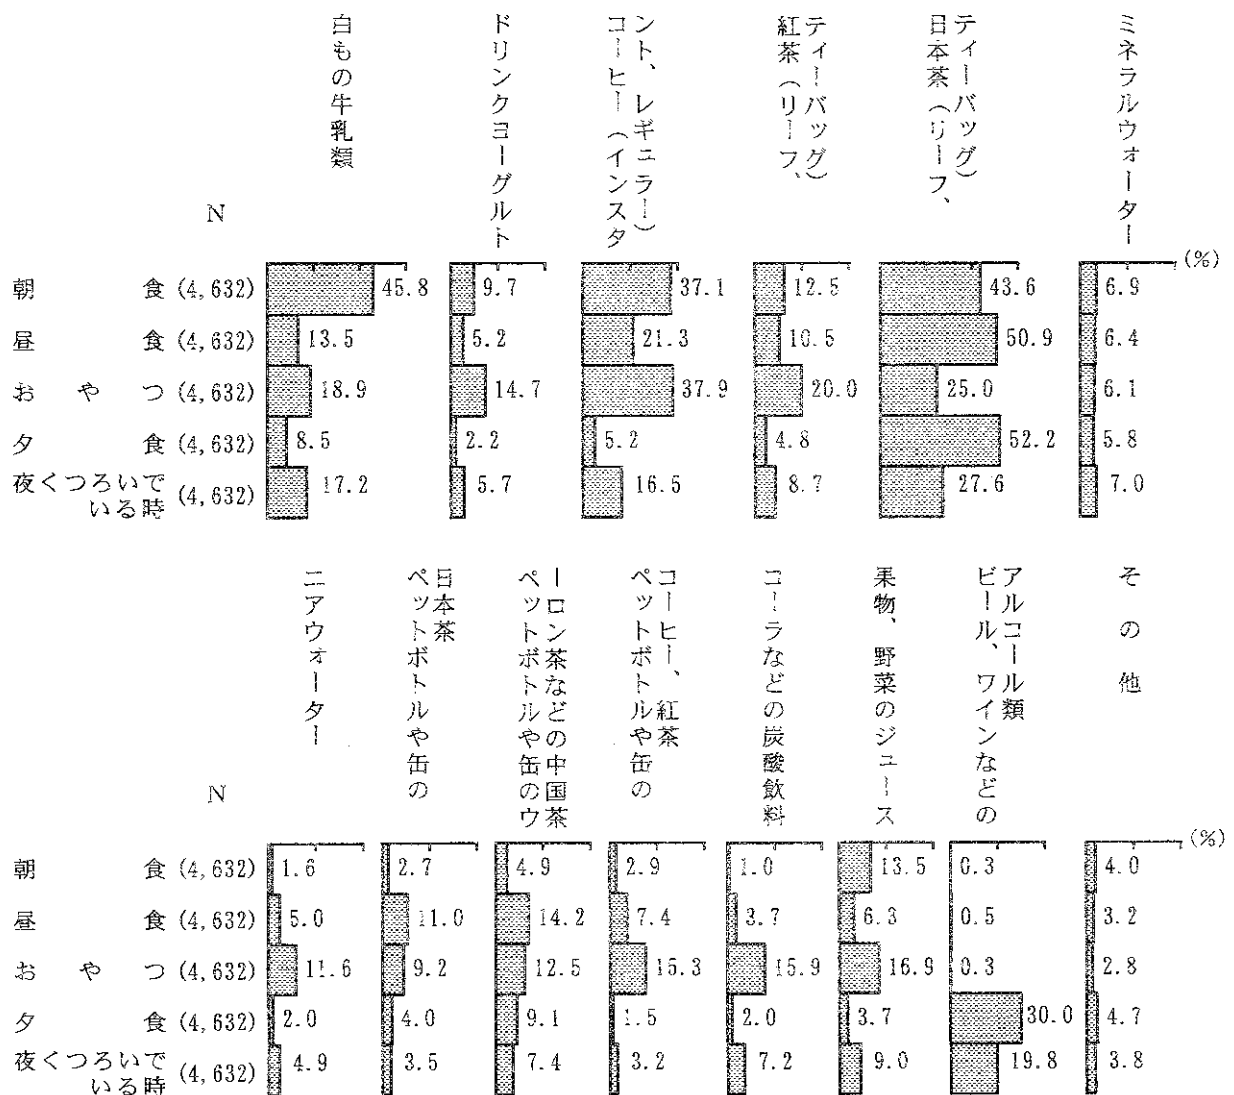 白もの牛乳類
ドリンクヨーグルト
コーヒー（インスタ
ント、レギュラー）
紅茶（リーフ、
ティーバッグ）
日本茶（リーフ、
ティーバッグ）
ミネラルウォーター
N
(%)
朝食 (4,632) 45.8 9.7 37.1 12.5 43.6 6.9
昼食 (4,632) 13.5 5.2 21.3 10.5 50.9 6.4
おやつ (4,632) 18.9 14.7 37.9 20.0 25.0 6.1
夕食 (4,632) 8.5 2.2 5.2 4.8 52.2 5.8
夜くつろいで
いる時 (4,632) 17.2 5.7 16.5 8.7 27.6 7.0
ニアウォーター
ペットボトルや缶の
日本茶
ペットボトルや缶のウ
ーロン茶などの中国茶
ペットボトルや缶の
コーヒー、紅茶
コーラなどの炭酸飲料
果物、野菜のジュース
ビール、ワインなどの
アルコール類
その他
N
(%)
朝食 (4,632) 1.6 2.7 4.9 2.9 1.0 13.5 0.3 4.0
昼食 (4,632) 5.0 11.0 14.2 7.4 3.7 6.3 0.5 3.2
おやつ (4,632) 11.6 9.2 12.5 15.3 15.9 16.9 0.3 2.8
夕食 (4,632) 2.0 4.0 9.1 1.5 2.0 3.7 30.0 4.7
夜くつろいで
いる時 (4,632) 4.9 3.5 7.4 3.2 7.2 9.0 19.8 3.8